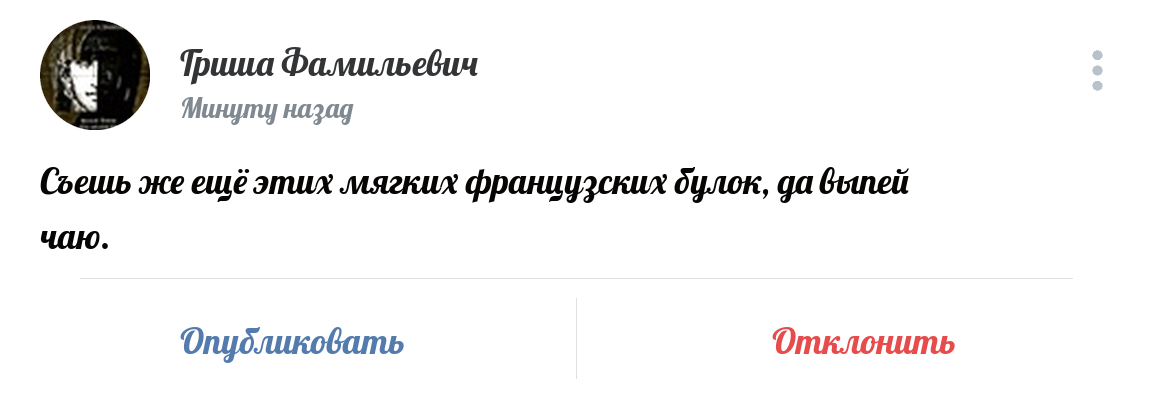 Гриша Фамильевич
Минуту назад
Съешь же ещё этих мягких французских булок, да выпей
чаю.
Опубликовать
Отклонить